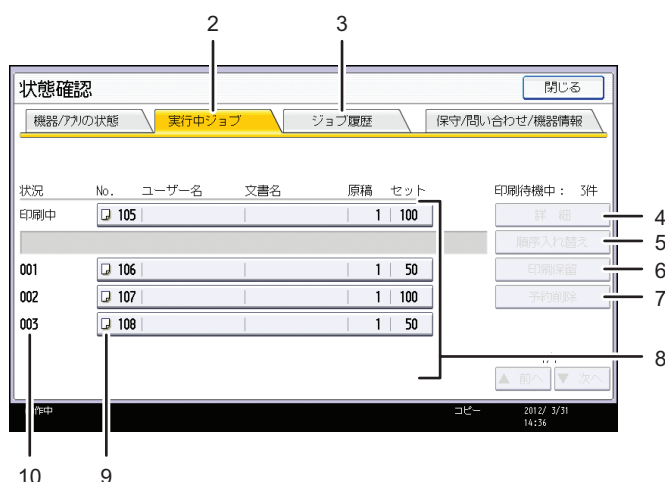 2 3
状態確認 閉じる
機器/アプリの状態 実行中ジョブ ジョブ履歴 保守/問い合わせ/機器情報
状況 No. ユーザー名 文書名 原稿 セット 印刷待機中： 3件
印刷中 105 1 100 詳 細 4
順序入れ替え 5
001 106 1 50 印刷保留 6
002 107 1 100 予約削除 7
003 108 1 50
8
▲ 前へ ▼ 次へ
作中 コピー 2012/ 3/31
14:36
10 9